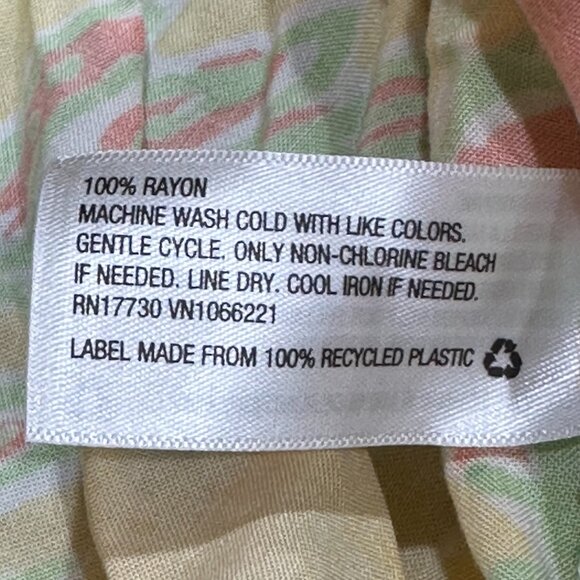 100% RAYON
MACHINE WASH COLD WITH LIKE COLORS.
GENTLE CYCLE. ONLY NON-CHLORINE BLEACH
IF NEEDED. LINE DRY. COOL IRON IF NEEDED.
RN17730 VN1066221
LABEL MADE FROM 100% RECYCLED PLASTIC